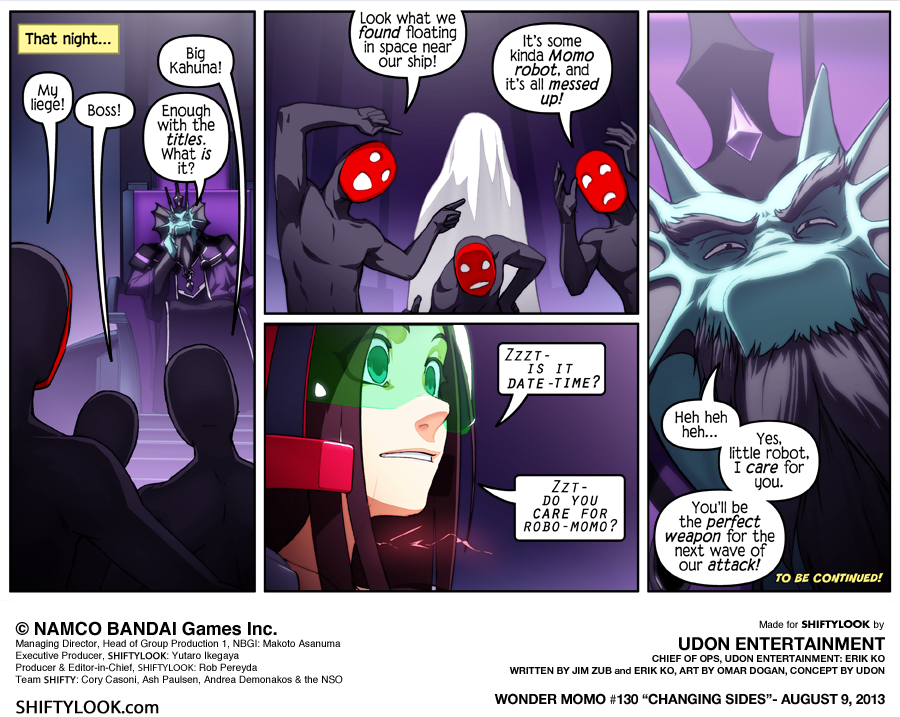 That night...
My
liege!
Boss!
Big
Kahuna!
Enough
with the
titles.
What is
it?
Look what we
found floating
in space near
our ship!
It's some
kinda Momo
robot, and
it's all messed
up!
Zzzt-
is it
date-time?
Zzt-
do you
care for
Robo-Momo?
Heh heh
heh...
Yes,
little robot,
I care for
you.
You'll be
the perfect
weapon for the
next wave of
our attack!
TO BE CONTINUED!
© NAMCO BANDAI Games Inc.
Managing Director, Head of Group Production 1, NBGI: Makoto Asanuma
Executive Producer, SHIFTYLOOK: Yutaro Ikegaya
Producer & Editor-in-Chief, SHIFTYLOOK: Rob Pereyda
Team SHIFTY: Cory Casoni, Ash Paulsen, Andrea Demonakos & the NSO
SHIFTYLOOK.com
Made for SHIFTYLOOK by
UDON ENTERTAINMENT
CHIEF OF OPS, UDON ENTERTAINMENT: ERIK KO
WRITTEN BY JIM ZUB and ERIK KO, ART BY OMAR DOGAN, CONCEPT BY UDON
WONDER MOMO #130 “CHANGING SIDES”- AUGUST 9, 2013